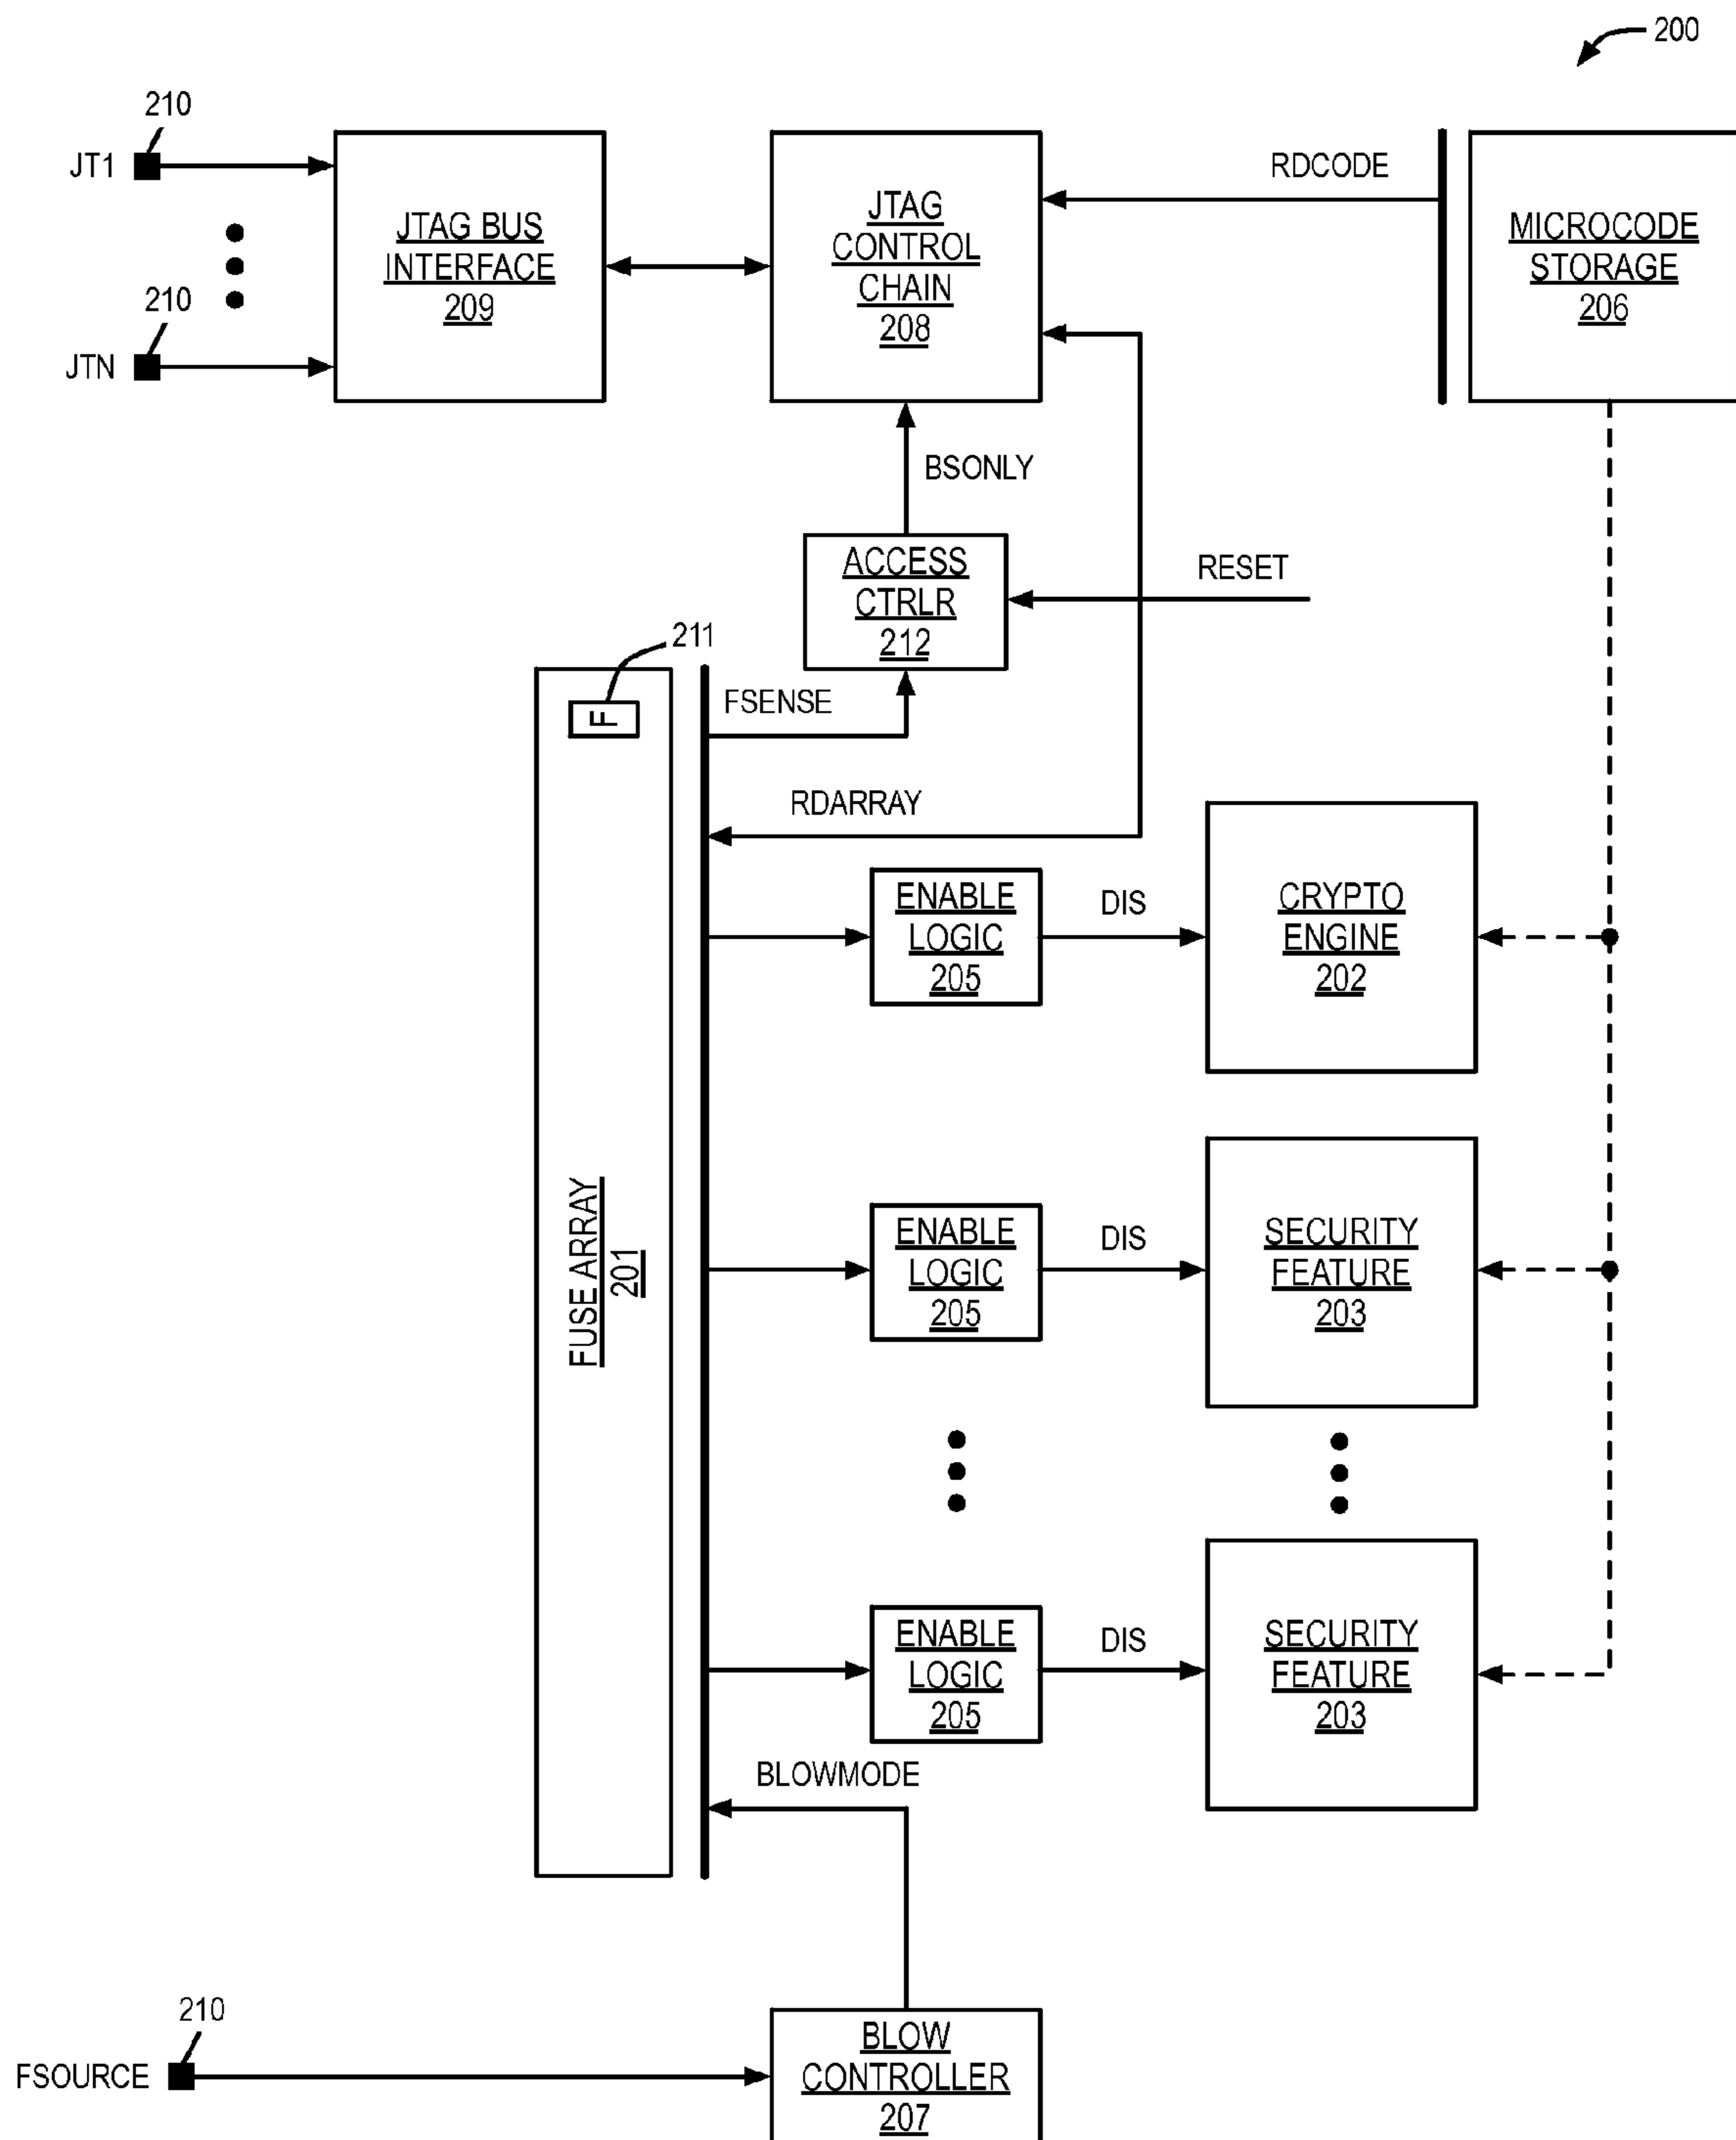 200
210
JT1
JTAG BUS
INTERFACE
209
JTAG
CONTROL
CHAIN
208
RDCODE
MICROCODE
STORAGE
206
210
JTN
BSONLY
ACCESS
CTRLR
212
RESET
211
F
FSENSE
RDARRAY
ENABLE
LOGIC
205
DIS
CRYPTO
ENGINE
202
FUSE ARRAY
201
ENABLE
LOGIC
205
DIS
SECURITY
FEATURE
203
ENABLE
LOGIC
205
DIS
SECURITY
FEATURE
203
BLOWMODE
210
FSOURCE
BLOW
CONTROLLER
207